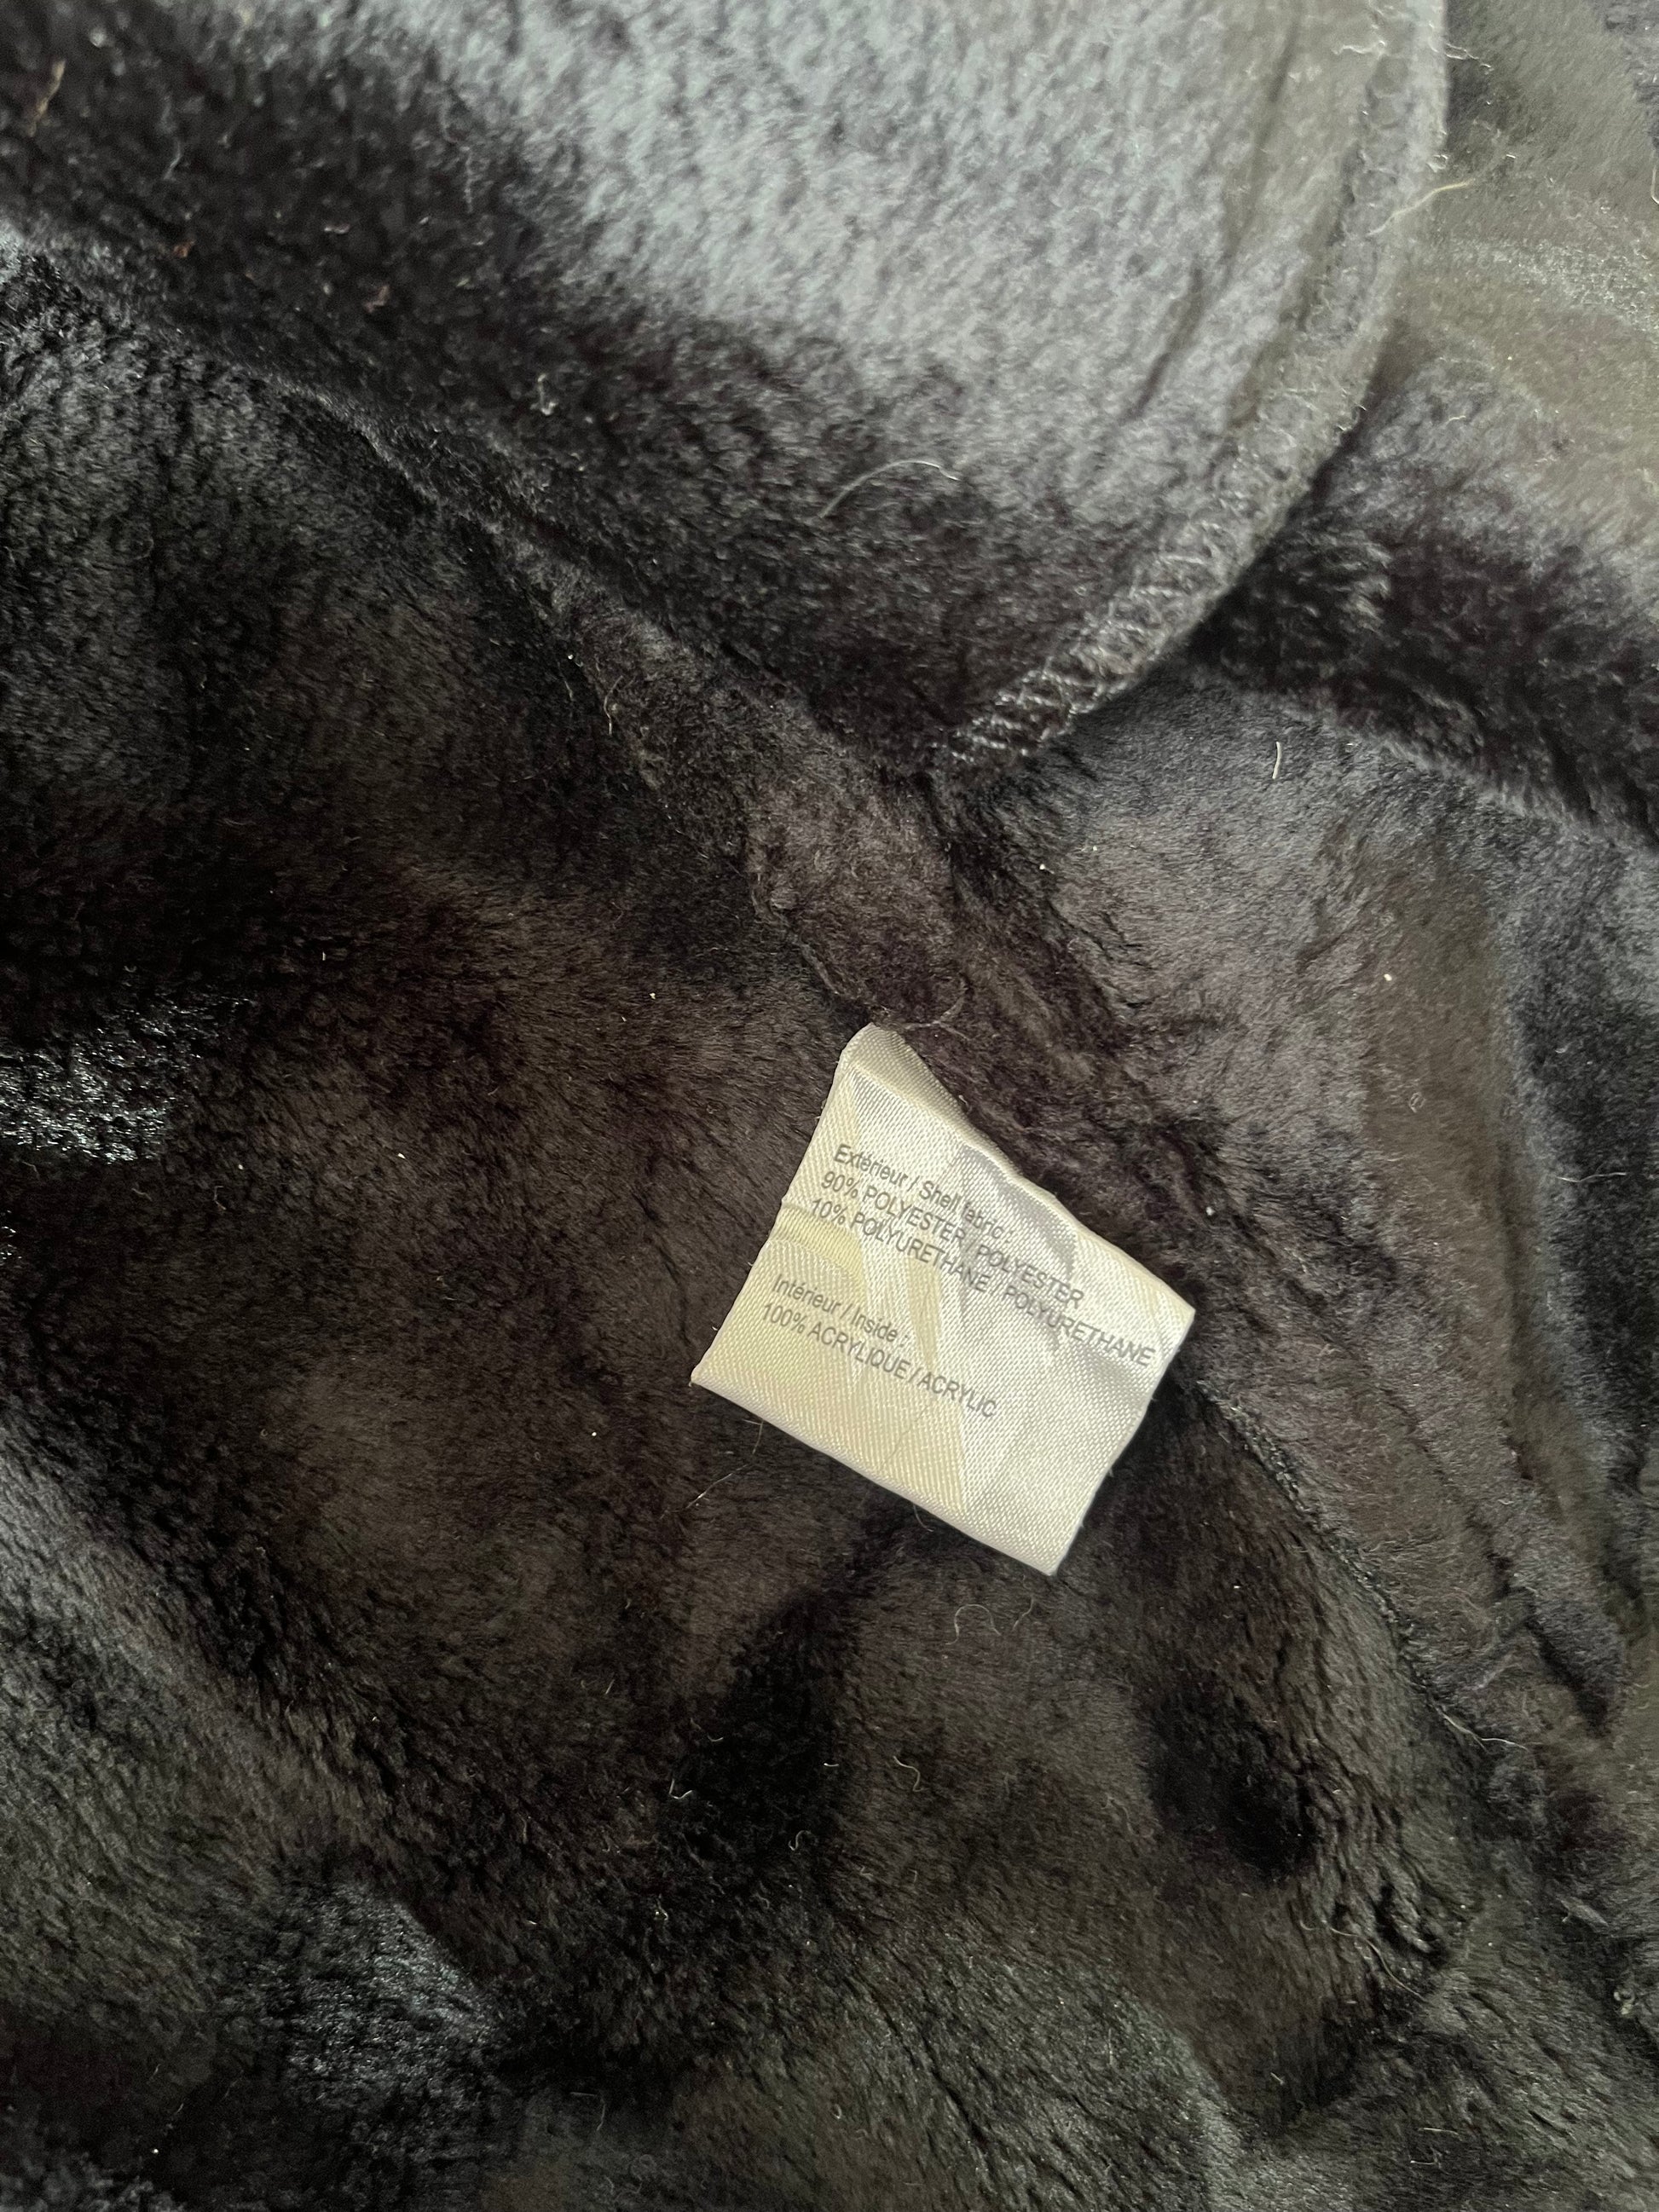 Extérieur / Shell fabric :
90% POLYESTER / POLYESTER
10% POLYURETHANE / POLYURETHANE
Intérieur / Inside :
100% ACRYLIQUE / ACRYLIC